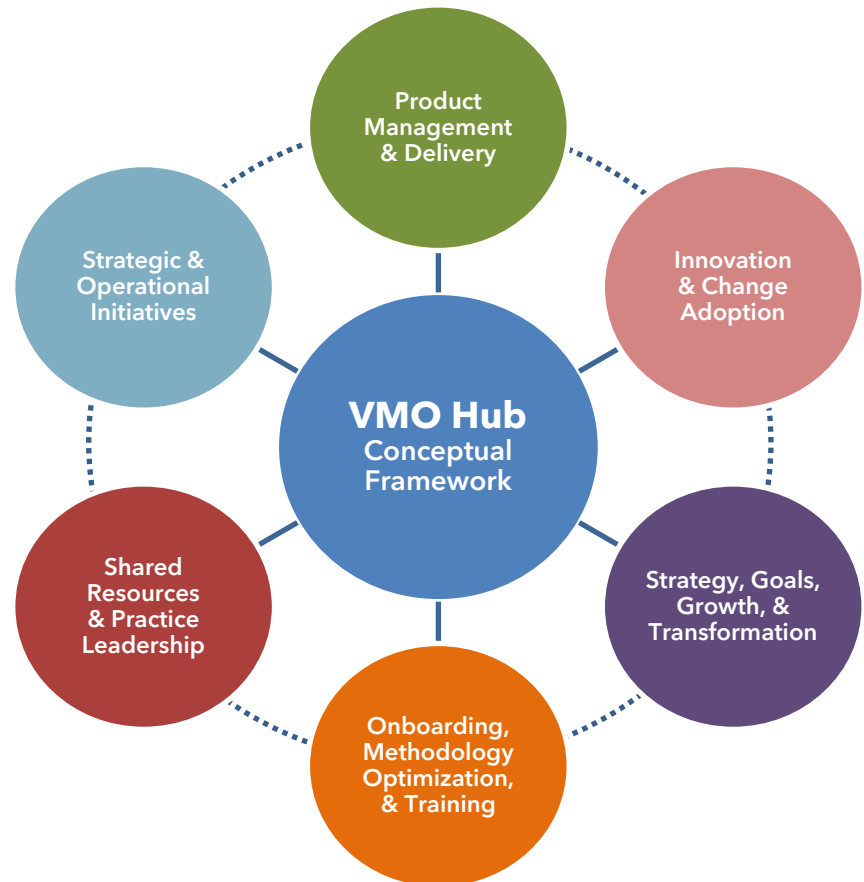 Product
Management
& Delivery
Innovation
& Change
Adoption
Strategy, Goals,
Growth, &
Transformation
Onboarding,
Methodology
Optimization,
& Training
Shared
Resources
& Practice
Leadership
Strategic &
Operational
Initiatives
VMO Hub
Conceptual
Framework